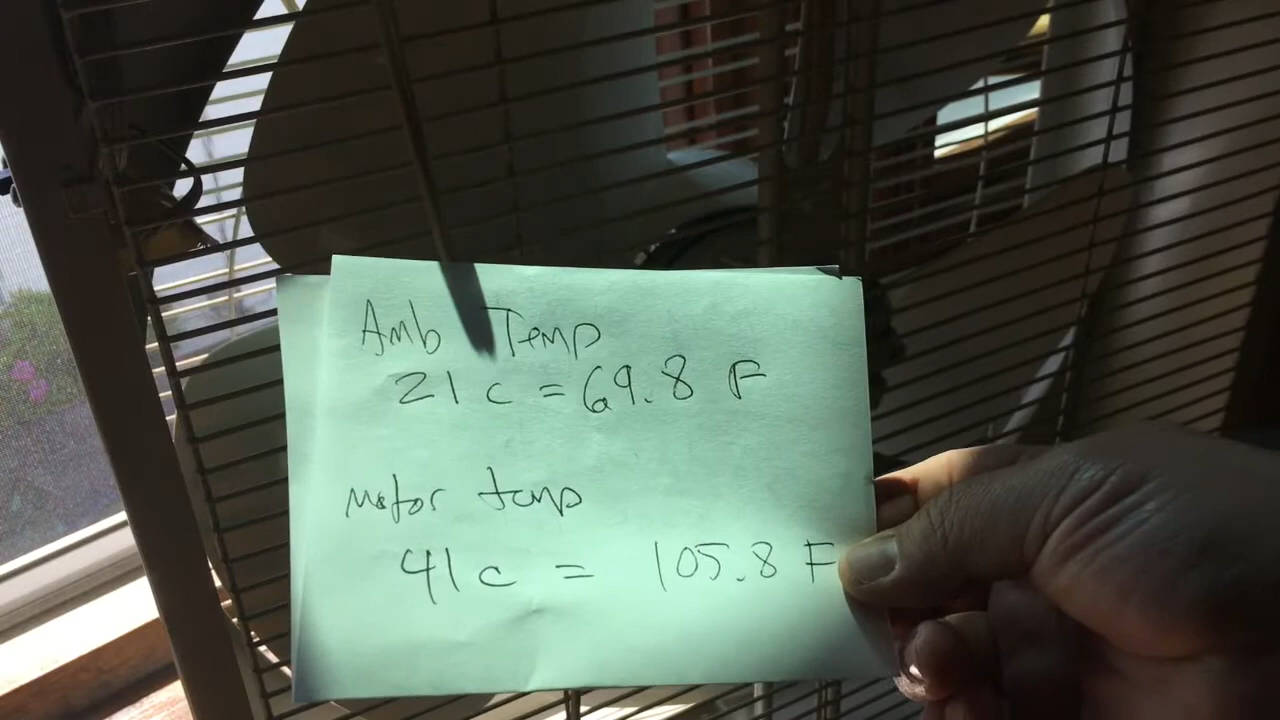 Amb Temp
21 c = 69.8 F
Motor temp
41 c = 105.8 F